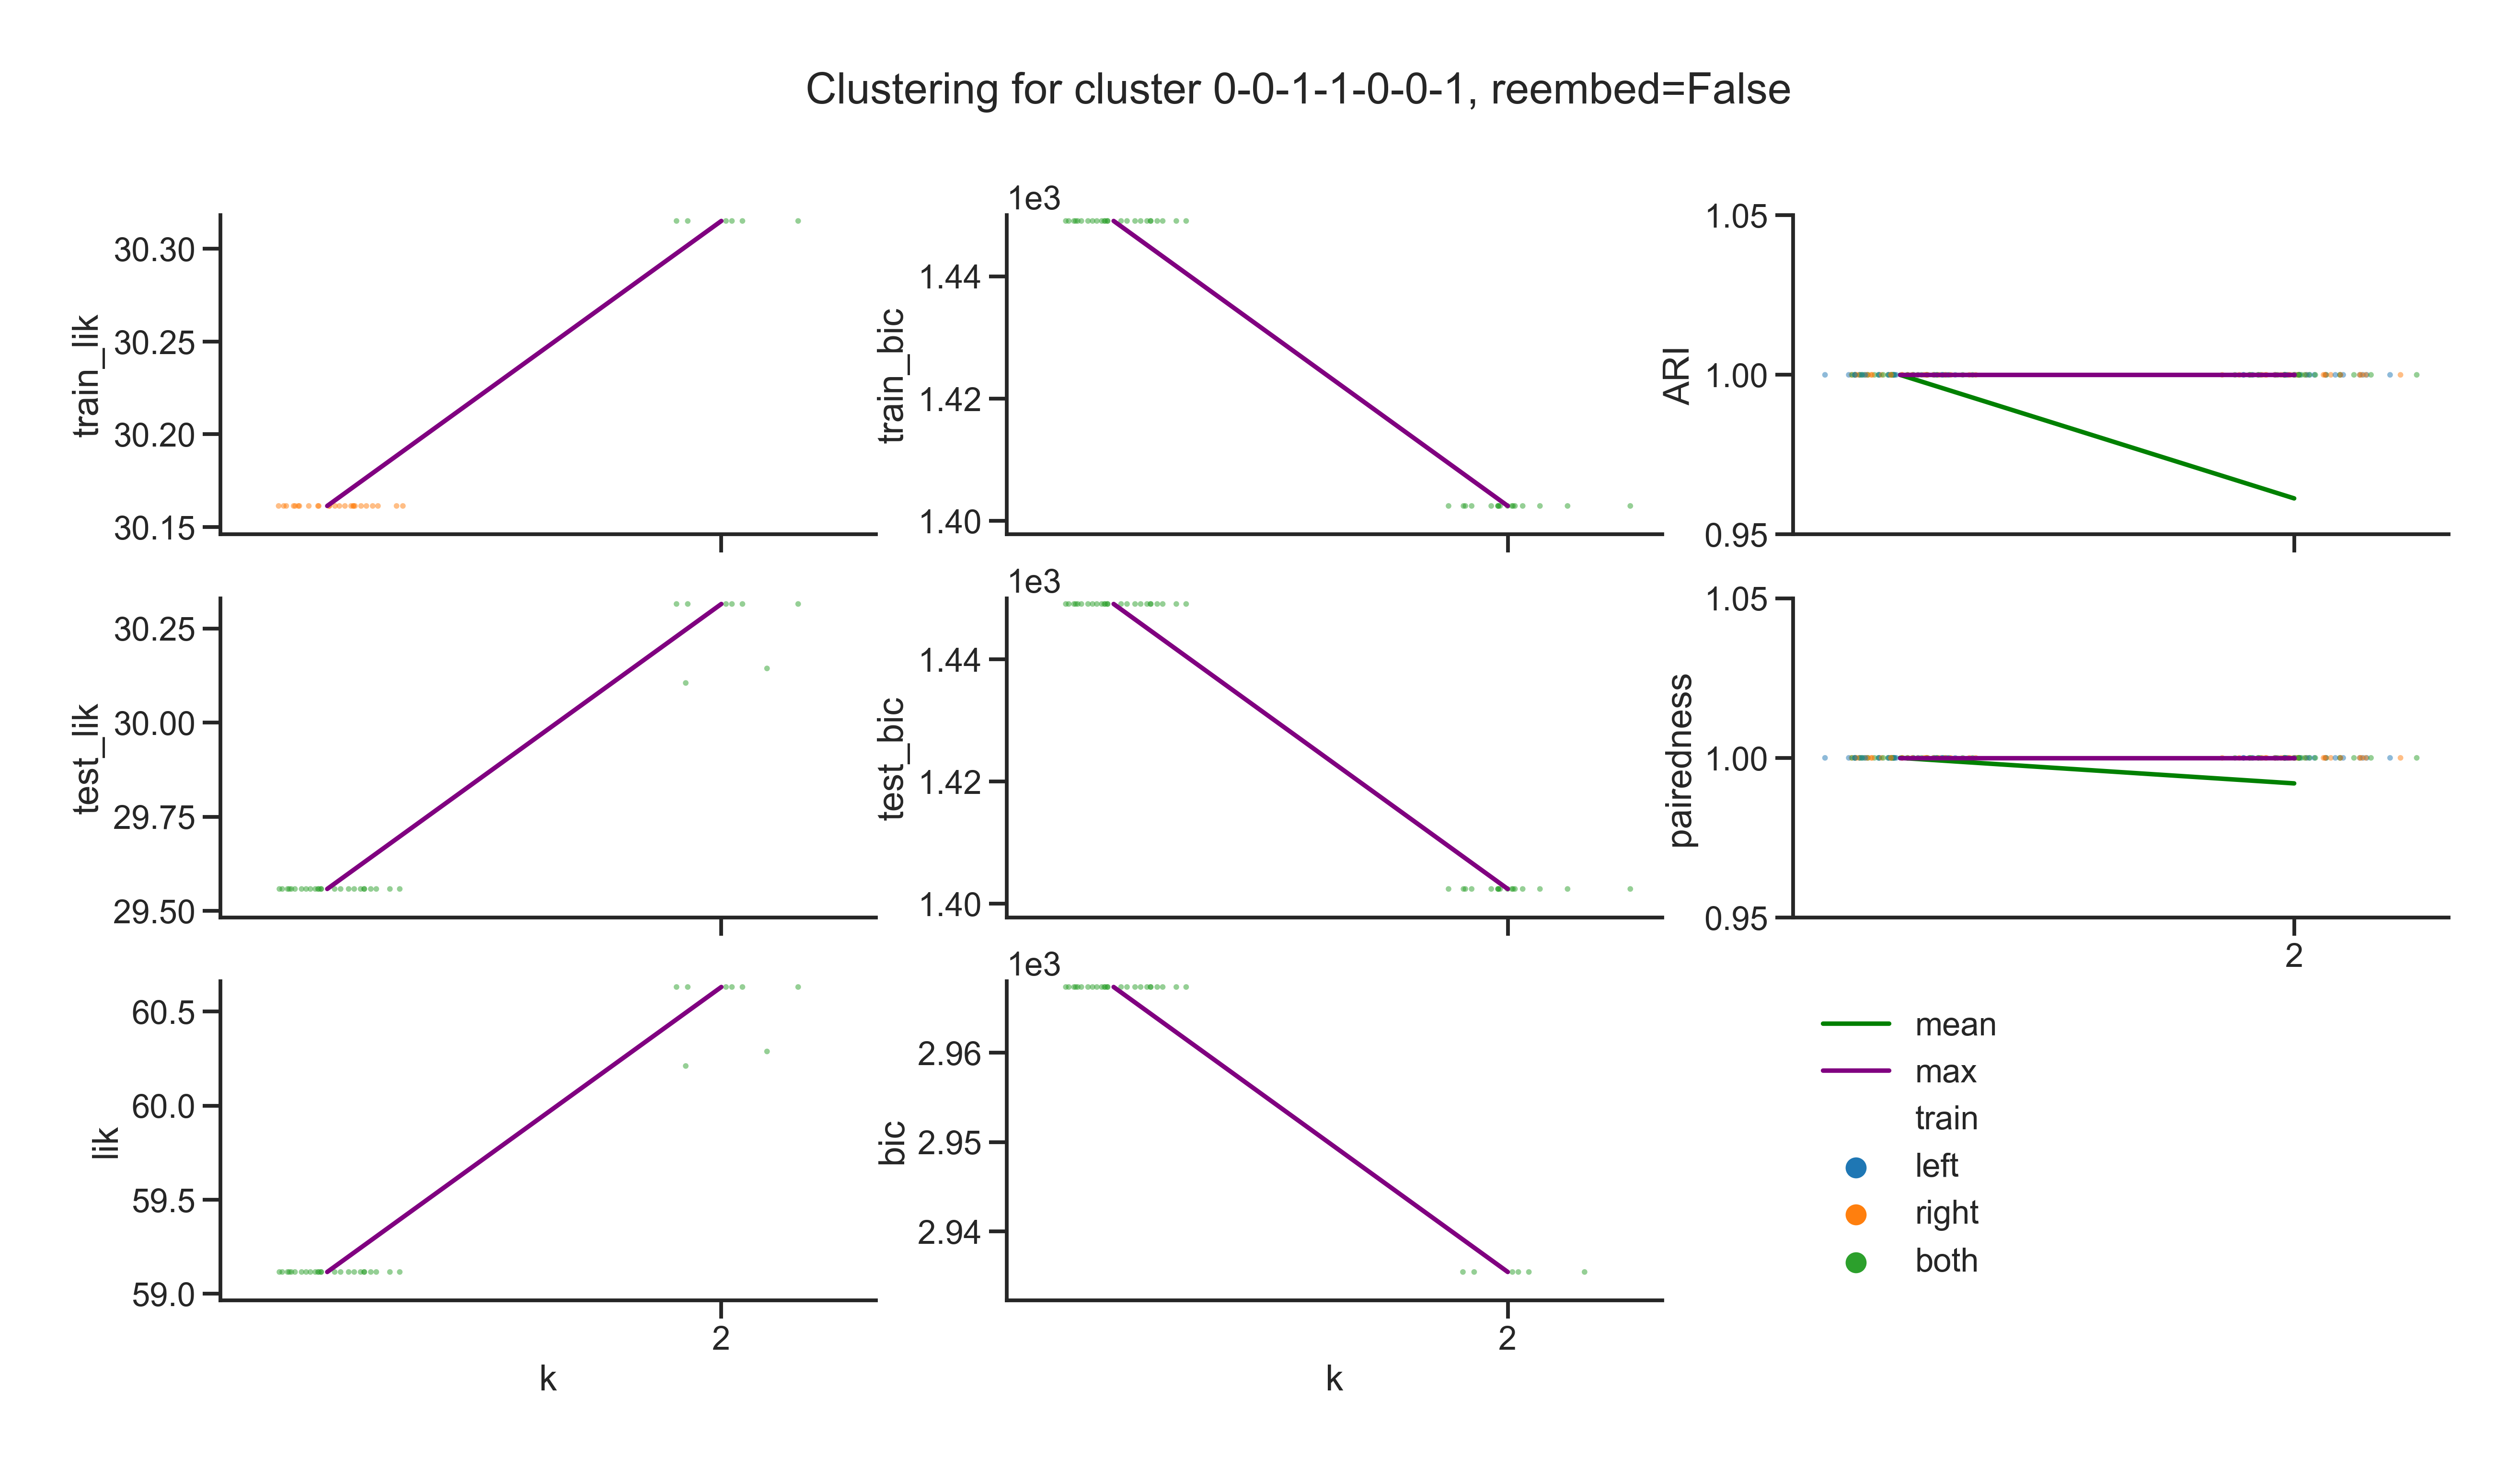 Clustering for cluster 0-0-1-1-0-0-1, reembed=False
train_lik
30.30
30.25
30.20
30.15
1e3
train_bic
1.44
1.42
1.40
ARI
1.05
1.00
0.95
test_lik
30.25
30.00
29.75
29.50
1e3
test_bic
1.44
1.42
1.40
pairedness
1.05
1.00
0.95
2
lik
60.5
60.0
59.5
59.0
2
k
1e3
bic
2.96
2.95
2.94
2
k
mean
max
train
left
right
both